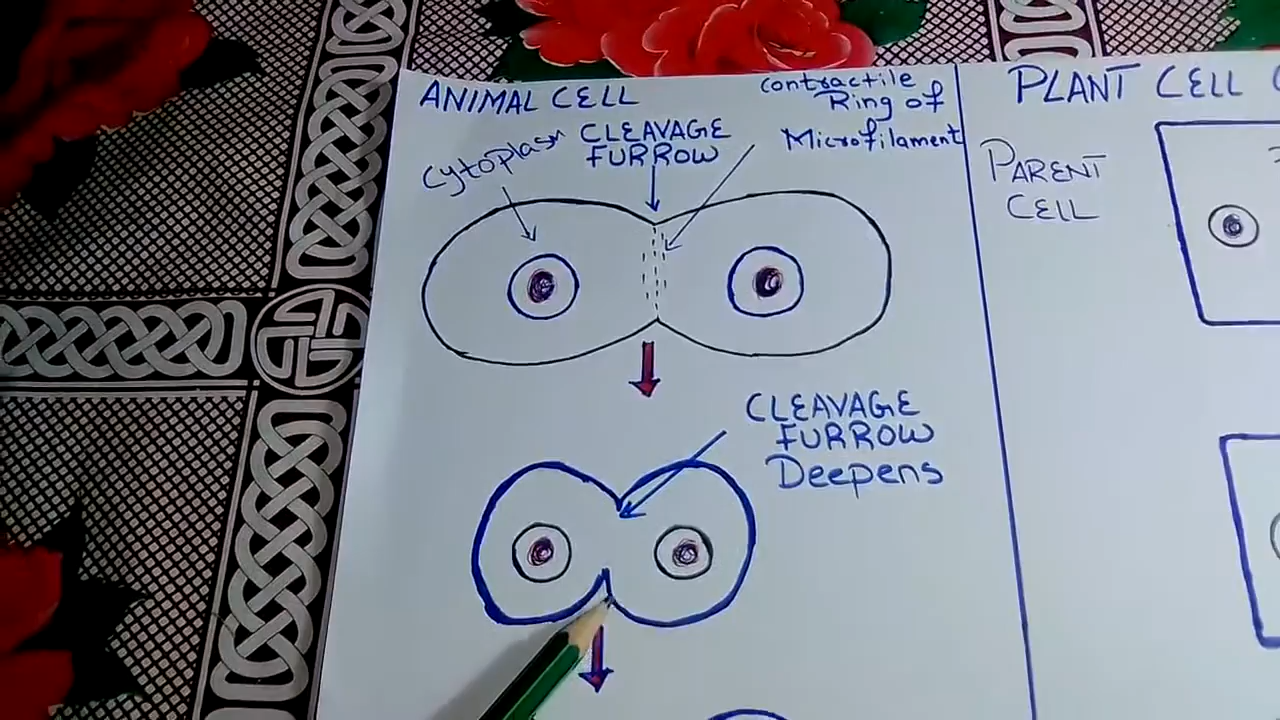 ANIMAL CELL
Cytoplasm
CLEAVAGE
FURROW
contractile
Ring of
Microfilament
CLEAVAGE
FURROW
Deepens
PLANT CELL
PARENT
CELL